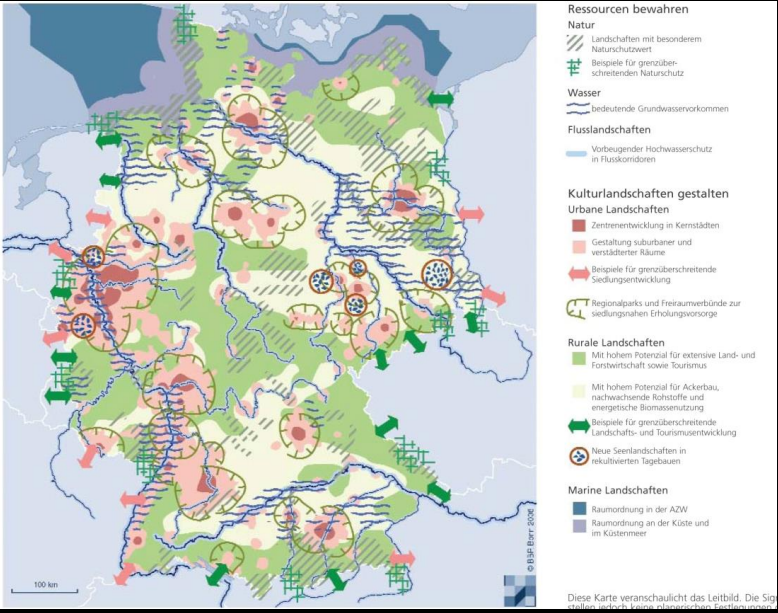 Ressourcen bewahren
Natur
Landschaften mit besonderem
Naturschutzwert
Beispiele für grenzüber-
schreitenden Naturschutz
Wasser
bedeutende Grundwasservorkommen
Flusslandschaften
Vorbeugender Hochwasserschutz
in Flusskorridoren
Kulturlandschaften gestalten
Urbane Landschaften
Zentrenentwicklung in Kernstädten
Gestaltung suburbaner und
verstädterter Räume
Beispiele für grenzüberschreitende
Siedlungsentwicklung
Regionalparks und Freiraumverbünde zur
siedlungsnahen Erholungsvorsorge
Rurale Landschaften
Mit hohem Potenzial für extensive Land- und
Forstwirtschaft sowie Tourismus
Mit hohem Potenzial für Ackerbau,
nachwachsende Rohstoffe und
energetische Biomassenutzung
Beispiele für grenzüberschreitende
Landschafts- und Tourismusentwicklung
Neue Seenlandschaften in
rekultivierten Tagebauen
Marine Landschaften
Raumordnung in der AZW
Raumordnung an der Küste und
im Küstenmeer
100 km
© BBR Bonn 2006
Diese Karte veranschaulicht das Leitbild. Die Sig
stellen jedoch keine planerischen Festlegungen